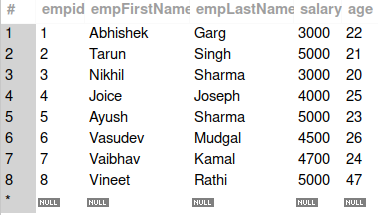 # empid empFirstName empLastName salary age
1 1 Abhishek Garg 3000 22
2 2 Tarun Singh 5000 21
3 3 Nikhil Sharma 3000 20
4 4 Joice Joseph 4000 25
5 5 Ayush Sharma 5000 23
6 6 Vasudev Mudgal 4500 26
7 7 Vaibhav Kamal 4700 24
8 8 Vineet Rathi 5000 47
* NULL NULL NULL NULL NULL